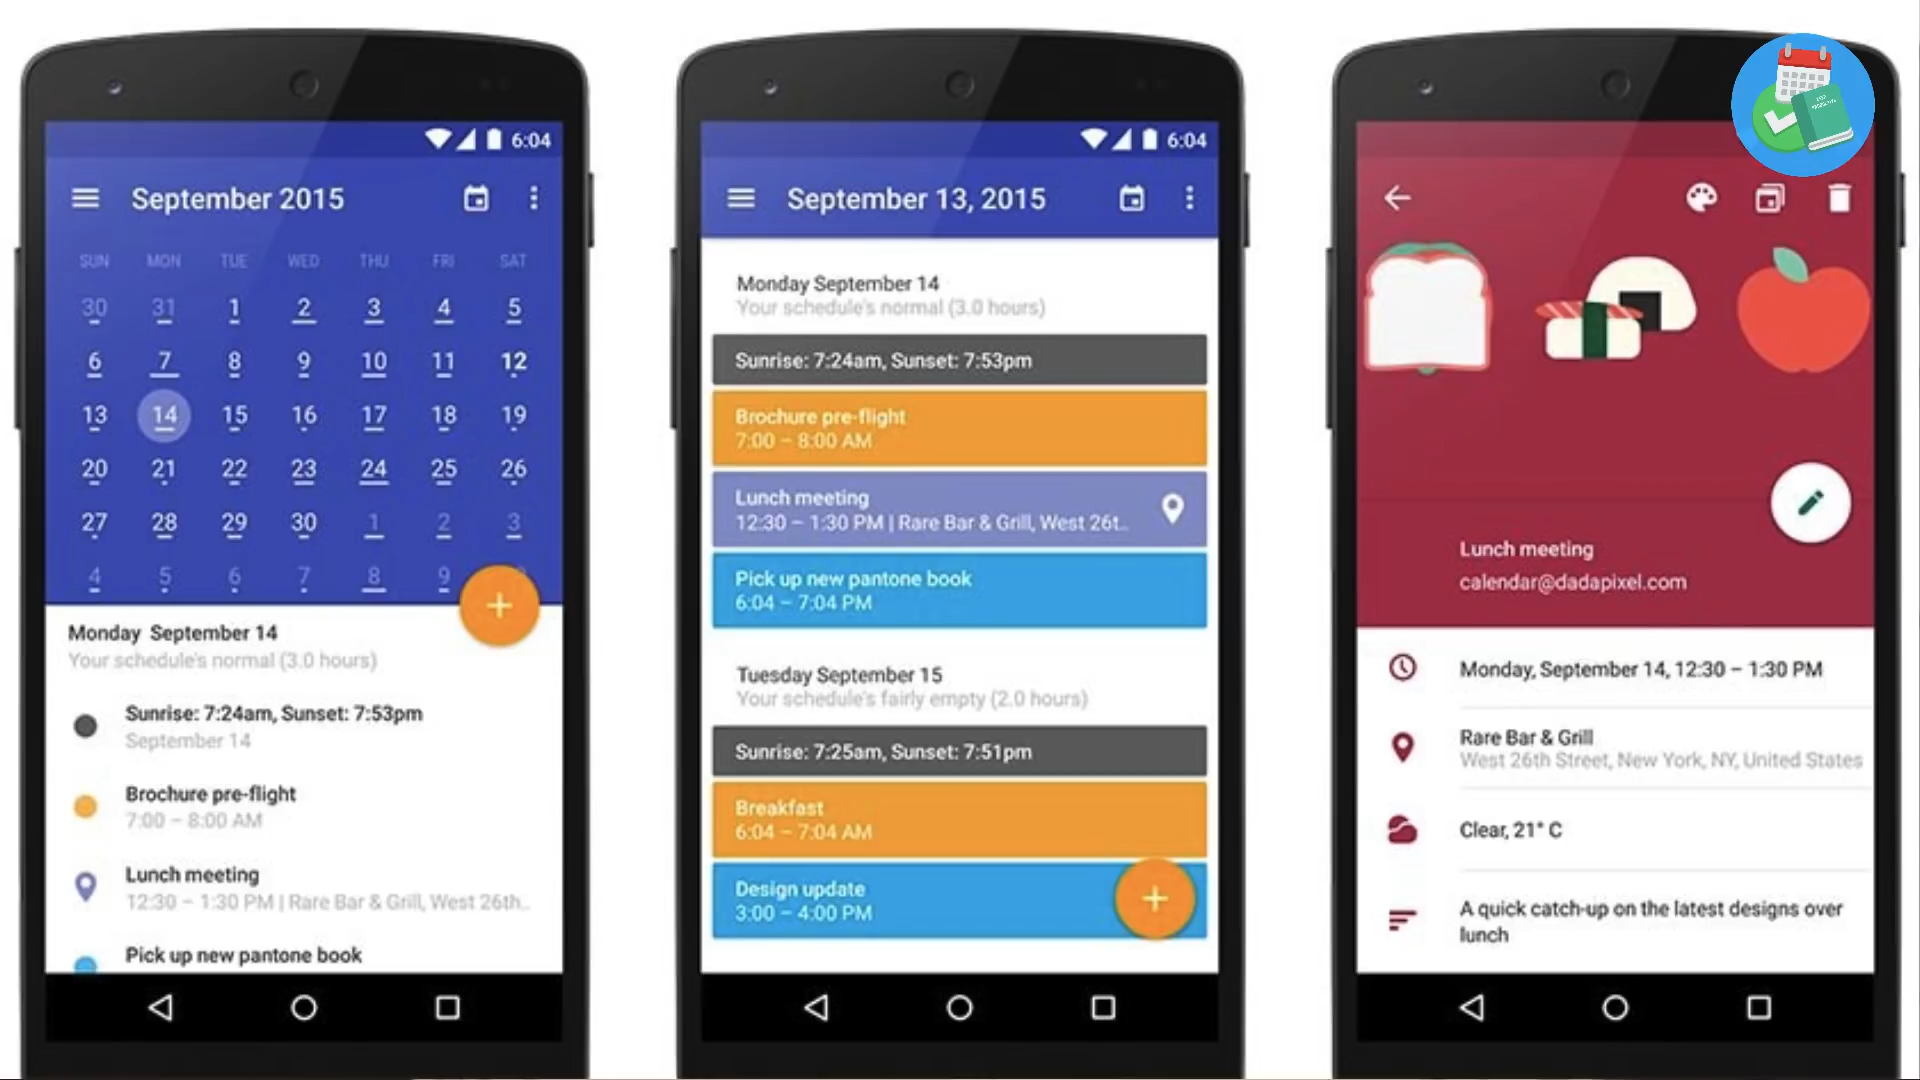 6:04
September 2015
SUN MON TUE WED THU FRI SAT
30 31 1 2 3 4 5
6 7 8 9 10 11 12
13 14 15 16 17 18 19
20 21 22 23 24 25 26
27 28 29 30 1 2 3
4 5 6 7 8 9
Monday September 14
Your schedule's normal (3.0 hours)
Sunrise: 7:24am, Sunset: 7:53pm
September 14
Brochure pre-flight
7:00 – 8:00 AM
Lunch meeting
12:30 – 1:30 PM | Rare Bar & Grill, West 26th..
Pick up new pantone book
6:04
September 13, 2015
Monday September 14
Your schedule's normal (3.0 hours)
Sunrise: 7:24am, Sunset: 7:53pm
Brochure pre-flight
7:00 – 8:00 AM
Lunch meeting
12:30 – 1:30 PM | Rare Bar & Grill, West 26t..
Pick up new pantone book
6:04 – 7:04 PM
Tuesday September 15
Your schedule's fairly empty (2.0 hours)
Sunrise: 7:25am, Sunset: 7:51pm
Breakfast
6:04 – 7:04 AM
Design update
3:00 – 4:00 PM
Lunch meeting
calendar@dadapixel.com
Monday, September 14, 12:30 – 1:30 PM
Rare Bar & Grill
West 26th Street, New York, NY, United States
Clear, 21° C
A quick catch-up on the latest designs over
lunch